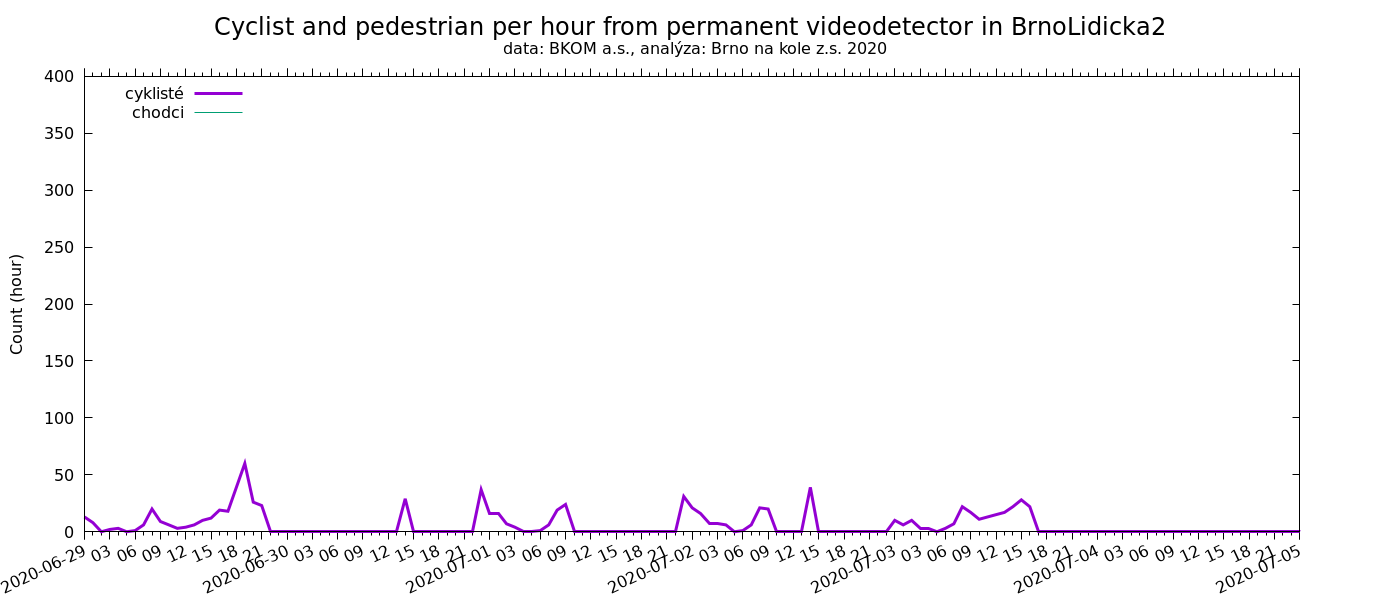 Cyclist and pedestrian per hour from permanent videodetector in BrnoLidicka2
data: BKOM a.s., analýza: Brno na kole z.s. 2020
400
cyklisté
chodci
350
300
250
200
150
100
50
0
Count (hour)
2020-06-29 03 06 09 12 15 18 21 2020-06-30 03 06 09 12 15 18 21 2020-07-01 03 06 09 12 15 18 21 2020-07-02 03 06 09 12 15 18 21 2020-07-03 03 06 09 12 15 18 21 2020-07-04 03 06 09 12 15 18 21 2020-07-05